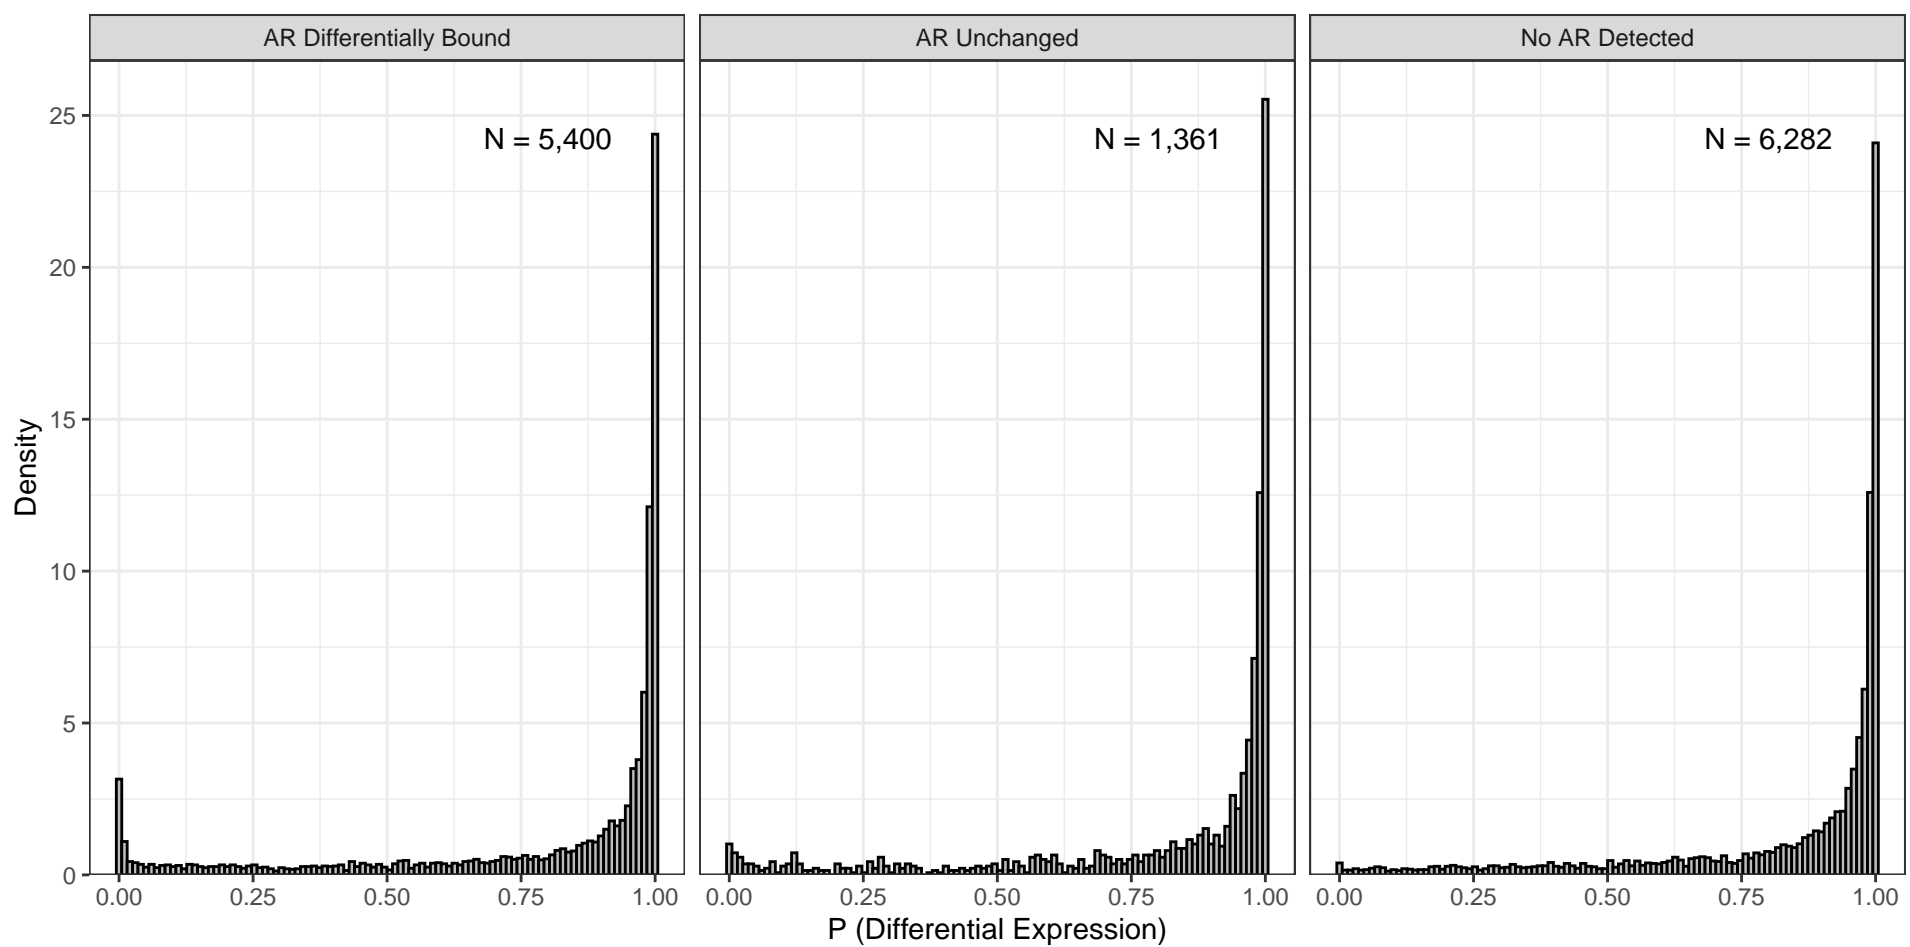 AR Differentially Bound
AR Unchanged
No AR Detected
N = 5,400
N = 1,361
N = 6,282
Density
25
20
15
10
5
0
0.00 0.25 0.50 0.75 1.00
0.00 0.25 0.50 0.75 1.00
0.00 0.25 0.50 0.75 1.00
P (Differential Expression)